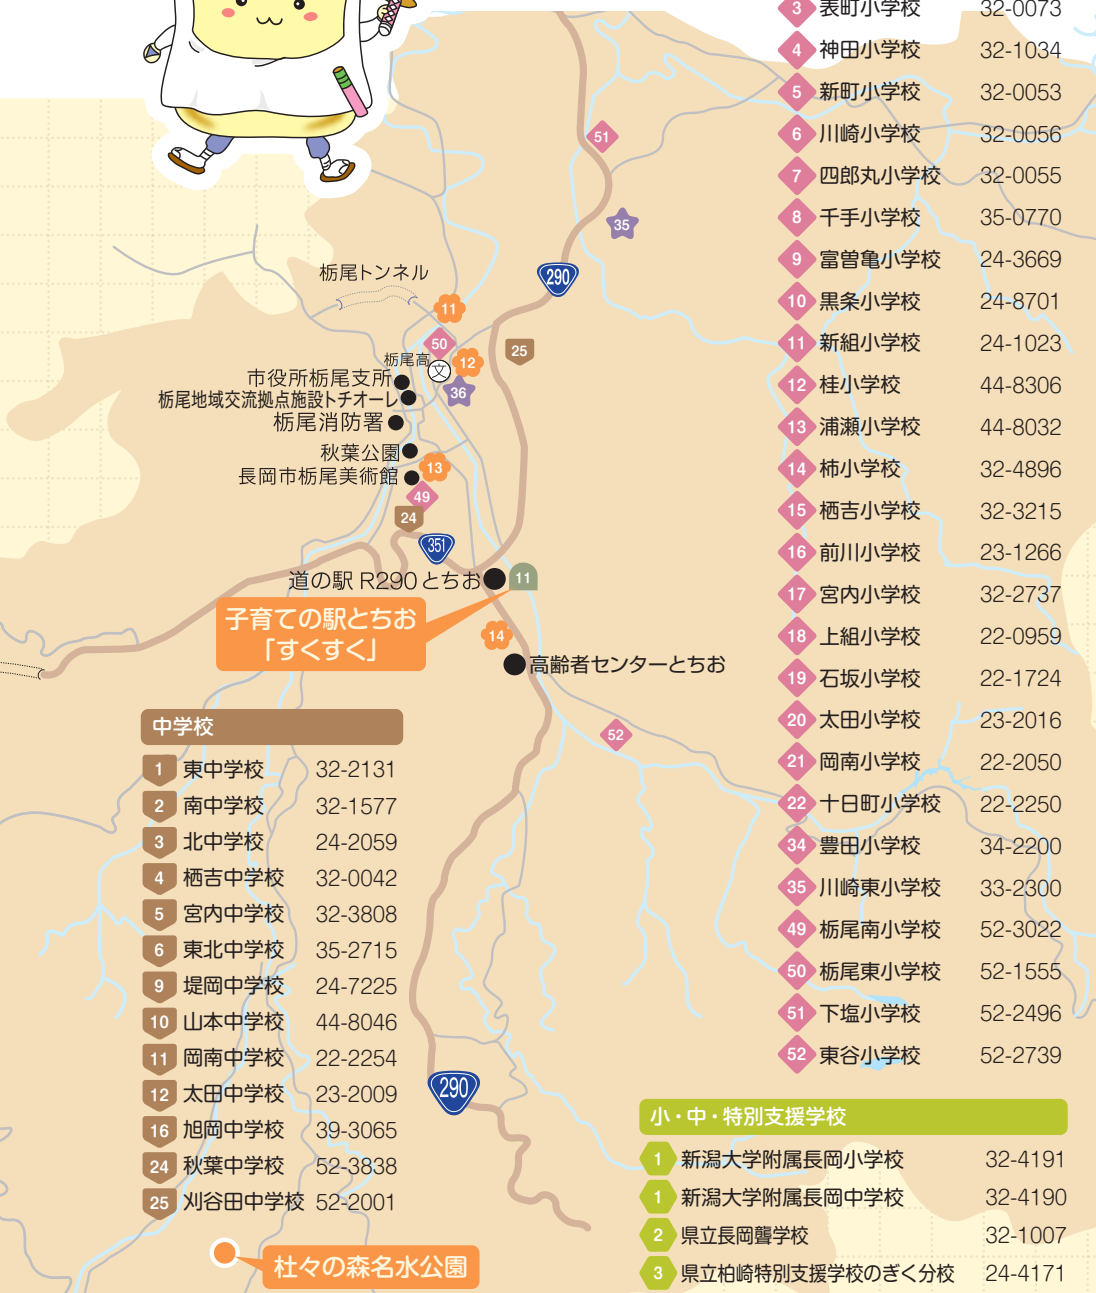 3 表町小学校 32-0073
4 神田小学校 32-1034
5 新町小学校 32-0053
6 川崎小学校 32-0056
7 四郎丸小学校 32-0055
8 千手小学校 35-0770
9 富曽亀小学校 24-3669
10 黒条小学校 24-8701
11 新組小学校 24-1023
12 桂小学校 44-8306
13 浦瀬小学校 44-8032
14 柿小学校 32-4896
15 栖吉小学校 32-3215
16 前川小学校 23-1266
17 宮内小学校 32-2737
18 上組小学校 22-0959
19 石坂小学校 22-1724
20 太田小学校 23-2016
21 岡南小学校 22-2050
22 十日町小学校 22-2250
34 豊田小学校 34-2200
35 川崎東小学校 33-2300
49 栃尾南小学校 52-3022
50 栃尾東小学校 52-1555
51 下塩小学校 52-2496
52 東谷小学校 52-2739
51
35
290
栃尾トンネル
11
50
25
栃尾高
文
12
市役所栃尾支所
36
栃尾地域交流拠点施設トチオーレ
栃尾消防署
秋葉公園
13
長岡市栃尾美術館
49
24
351
道の駅 R290とちお
11
子育ての駅とちお
「すくすく」
14
高齢者センターとちお
52
290
中学校
1 東中学校 32-2131
2 南中学校 32-1577
3 北中学校 24-2059
4 栖吉中学校 32-0042
5 宮内中学校 32-3808
6 東北中学校 35-2715
9 堤岡中学校 24-7225
10 山本中学校 44-8046
11 岡南中学校 22-2254
12 太田中学校 23-2009
16 旭岡中学校 39-3065
24 秋葉中学校 52-3838
25 刈谷田中学校 52-2001
杜々の森名水公園
小・中・特別支援学校
1 新潟大学附属長岡小学校 32-4191
1 新潟大学附属長岡中学校 32-4190
2 県立長岡聾学校 32-1007
3 県立柏崎特別支援学校のぎく分校 24-4171